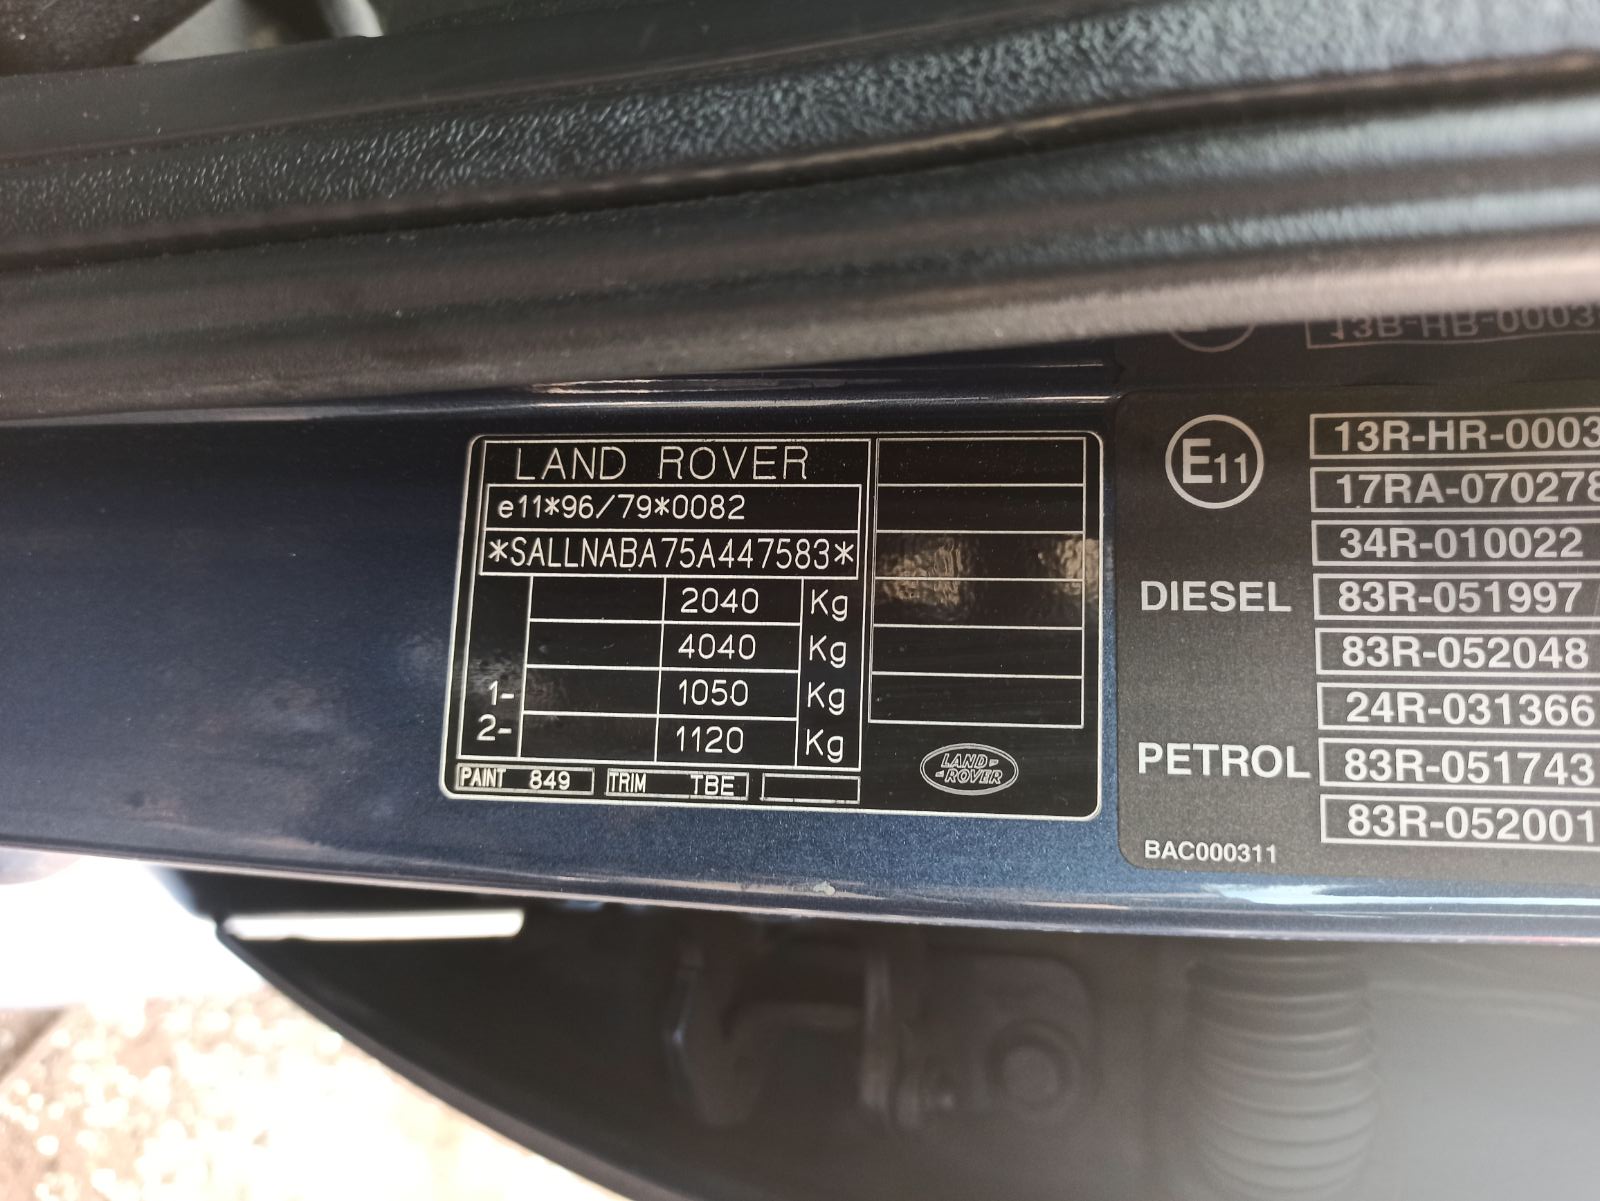 LAND ROVER
e11*96/79*0082
*SALLNABA75A447583*
2040 Kg
4040 Kg
1- 1050 Kg
2- 1120 Kg
PAINT 849 TRIM TBE
LAND-
-ROVER
13B-HB-0003
E11
13R-HR-0003
17RA-070278
34R-010022
DIESEL 83R-051997
83R-052048
24R-031366
PETROL 83R-051743
83R-052001
BAC000311